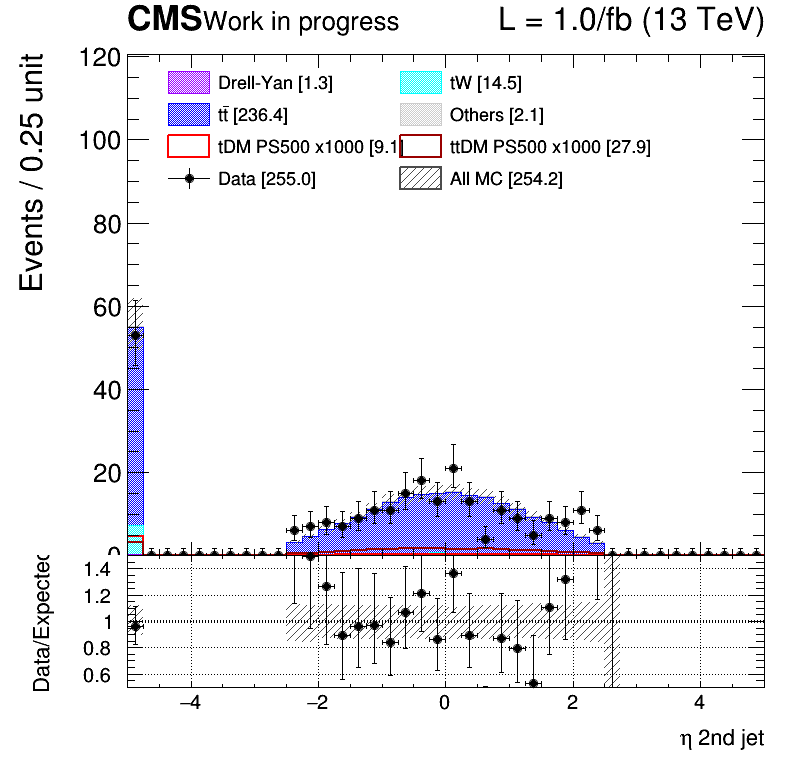 CMS Work in progress L = 1.0/fb (13 TeV)
Events / 0.25 unit
120
100
80
60
40
20
0
Drell-Yan [1.3] tW [14.5]
tt̄ [236.4] Others [2.1]
tDM PS500 x1000 [9.1] ttDM PS500 x1000 [27.9]
Data [255.0] All MC [254.2]
Data/Expected
1.4
1.2
1
0.8
0.6
−4 −2 0 2 4
η 2nd jet